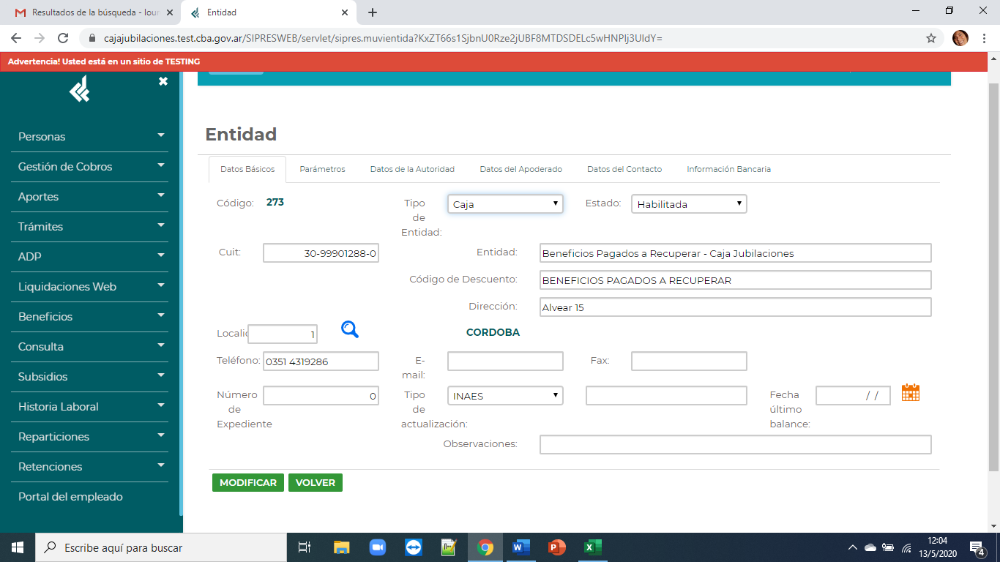 Resultados de la búsqueda - lour
Entidad
cajajubilaciones.test.cba.gov.ar/SIPRESWEB/servlet/sipres.muvientida?KxZT66s1SjbnU0Rze2jUBF8MTDSDELc5wHNPlj3UldY=
Advertencia! Usted está en un sitio de TESTING
Personas
Gestión de Cobros
Aportes
Trámites
ADP
Liquidaciones Web
Beneficios
Consulta
Subsidios
Historia Laboral
Reparticiones
Retenciones
Portal del empleado
Entidad
Datos Básicos Parámetros Datos de la Autoridad Datos del Apoderado Datos del Contacto Información Bancaria
Código: 273 Tipo de Entidad: Caja Estado: Habilitada
Cuit: 30-99901288-0 Entidad: Beneficios Pagados a Recuperar - Caja Jubilaciones
Código de Descuento: BENEFICIOS PAGADOS A RECUPERAR
Dirección: Alvear 15
Localid 1 CORDOBA
Teléfono: 0351 4319286 E-mail: Fax:
Número de Expediente 0 Tipo de actualización: INAES Fecha último balance: / /
Observaciones:
MODIFICAR VOLVER
Escribe aquí para buscar
12:04
13/5/2020
4